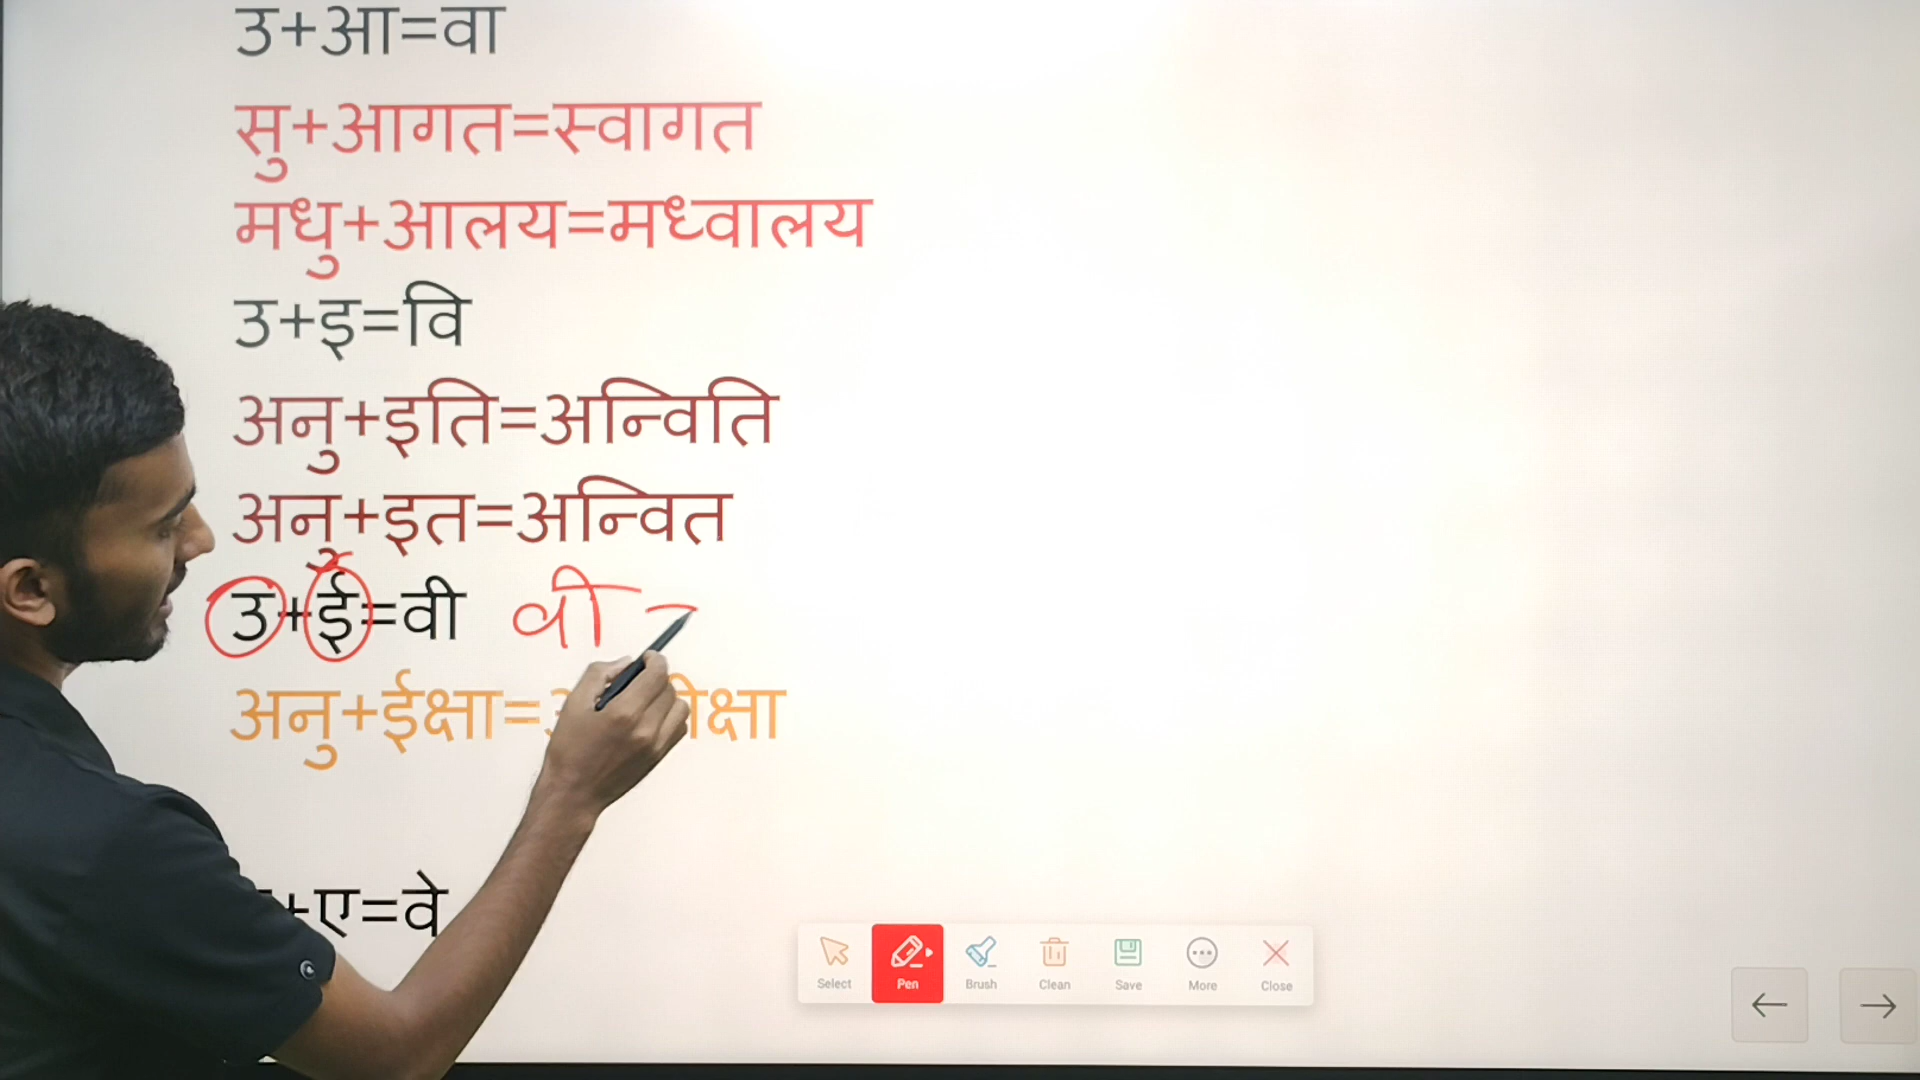 उ+आ=वा
सु+आगत=स्वागत
मधु+आलय=मध्वालय
उ+इ=वि
अनु+इति=अन्विति
अनु+इत=अन्वित
उ+ई=वी वी
अनु+ईक्षा=
+ए=वे
Select Pen Brush Clean Save More Close